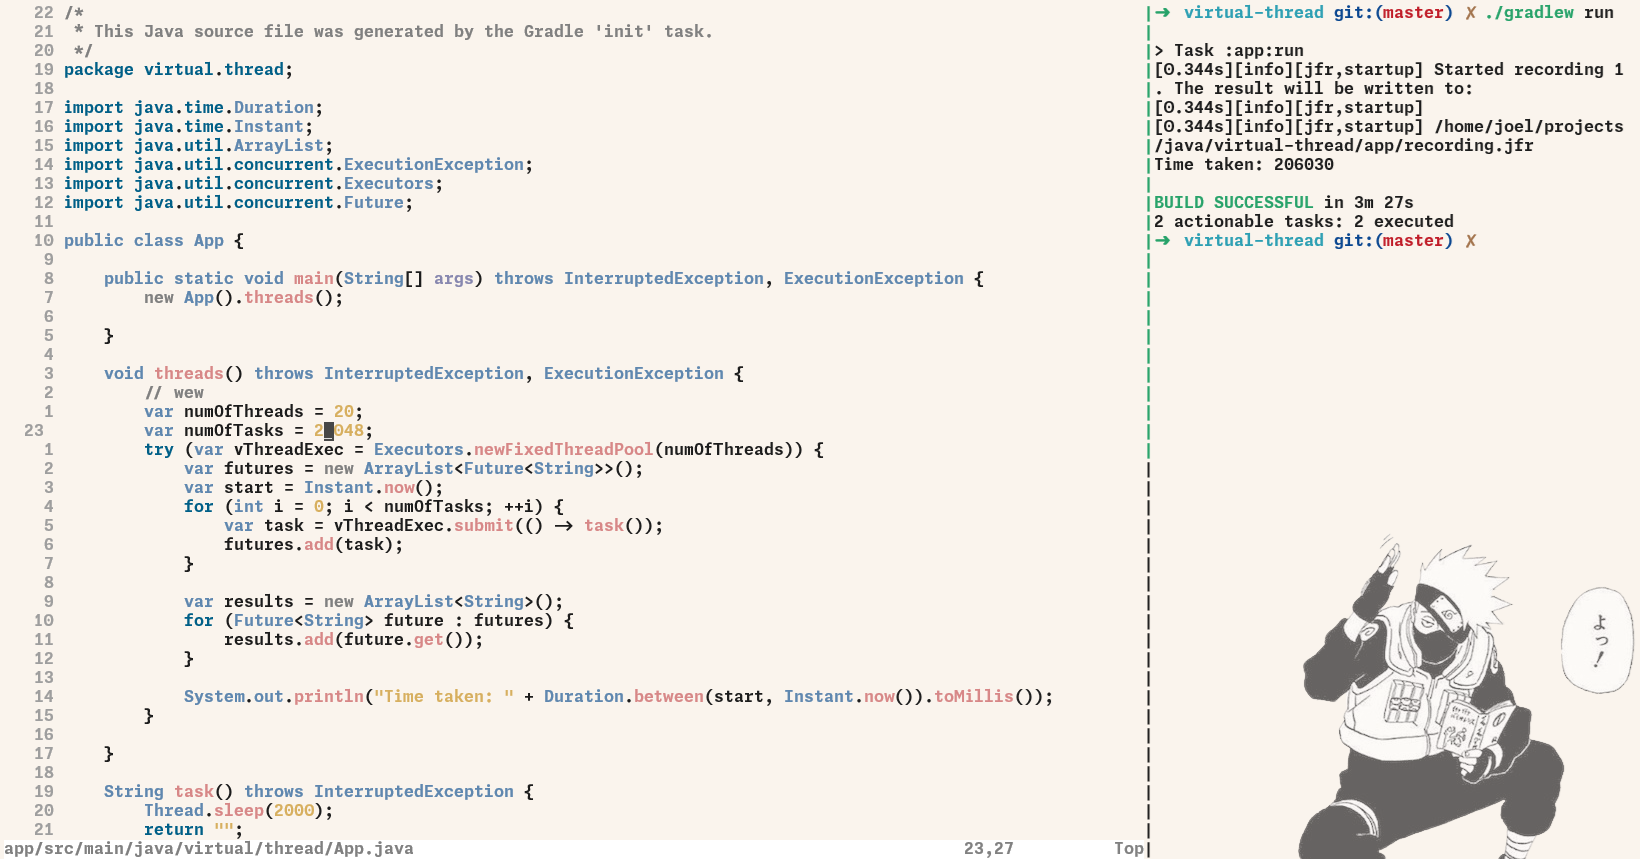 22 /*
21  * This Java source file was generated by the Gradle 'init' task.
20  */
19 package virtual.thread;
18
17 import java.time.Duration;
16 import java.time.Instant;
15 import java.util.ArrayList;
14 import java.util.concurrent.ExecutionException;
13 import java.util.concurrent.Executors;
12 import java.util.concurrent.Future;
11
10 public class App {
9
8     public static void main(String[] args) throws InterruptedException, ExecutionException {
7         new App().threads();
6
5     }
4
3     void threads() throws InterruptedException, ExecutionException {
2         // wew
1         var numOfThreads = 20;
23         var numOfTasks = 2_048;
1         try (var vThreadExec = Executors.newFixedThreadPool(numOfThreads)) {
2             var futures = new ArrayList<Future<String>>();
3             var start = Instant.now();
4             for (int i = 0; i < numOfTasks; ++i) {
5                 var task = vThreadExec.submit(() -> task());
6                 futures.add(task);
7             }
8
9             var results = new ArrayList<String>();
10             for (Future<String> future : futures) {
11                 results.add(future.get());
12             }
13
14             System.out.println("Time taken: " + Duration.between(start, Instant.now()).toMillis());
15         }
16
17     }
18
19     String task() throws InterruptedException {
20         Thread.sleep(2000);
21         return "";
app/src/main/java/virtual/thread/App.java 23,27 Top
➜ virtual-thread git:(master) ✗ ./gradlew run

> Task :app:run
[0.344s][info][jfr,startup] Started recording 1
. The result will be written to:
[0.344s][info][jfr,startup]
[0.344s][info][jfr,startup] /home/joel/projects
/java/virtual-thread/app/recording.jfr
Time taken: 206030

BUILD SUCCESSFUL in 3m 27s
2 actionable tasks: 2 executed
➜ virtual-thread git:(master) ✗
よっ!